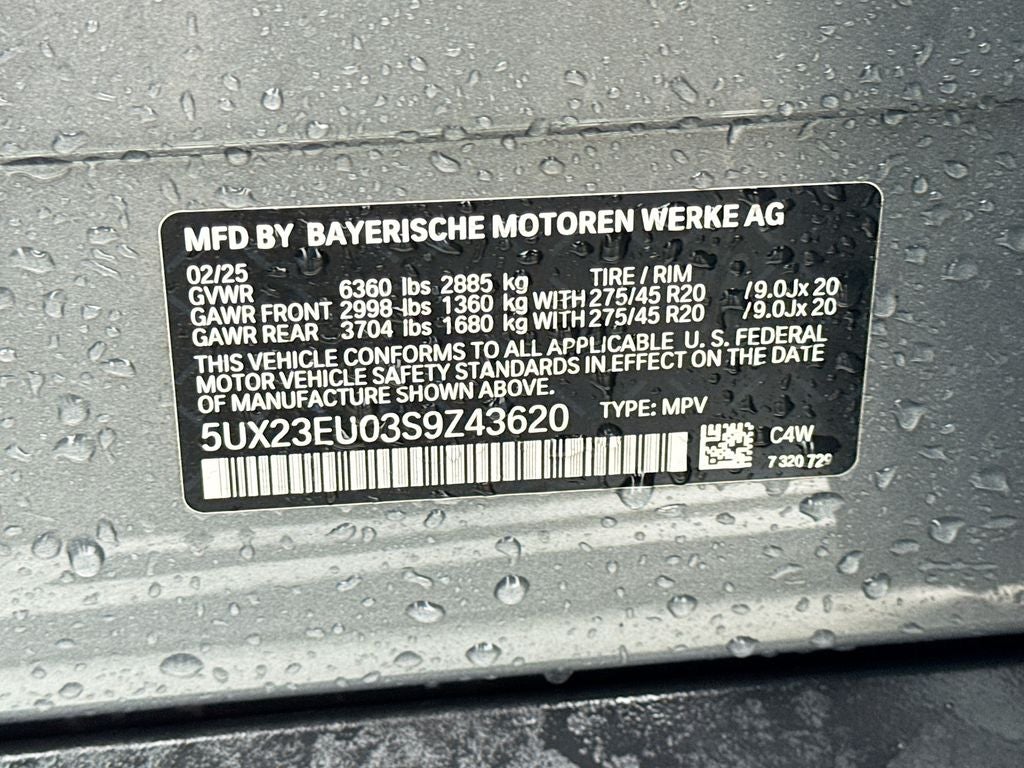 MFD BY BAYERISCHE MOTOREN WERKE AG
02/25 TIRE / RIM
GVWR 6360 lbs 2885 kg
GAWR FRONT 2998 lbs 1360 kg WITH 275/45 R20 /9.0Jx 20
GAWR REAR 3704 lbs 1680 kg WITH 275/45 R20 /9.0Jx 20
THIS VEHICLE CONFORMS TO ALL APPLICABLE U. S. FEDERAL
MOTOR VEHICLE SAFETY STANDARDS IN EFFECT ON THE DATE
OF MANUFACTURE SHOWN ABOVE.
5UX23EU03S9Z43620 TYPE: MPV
C4W
7 320 729